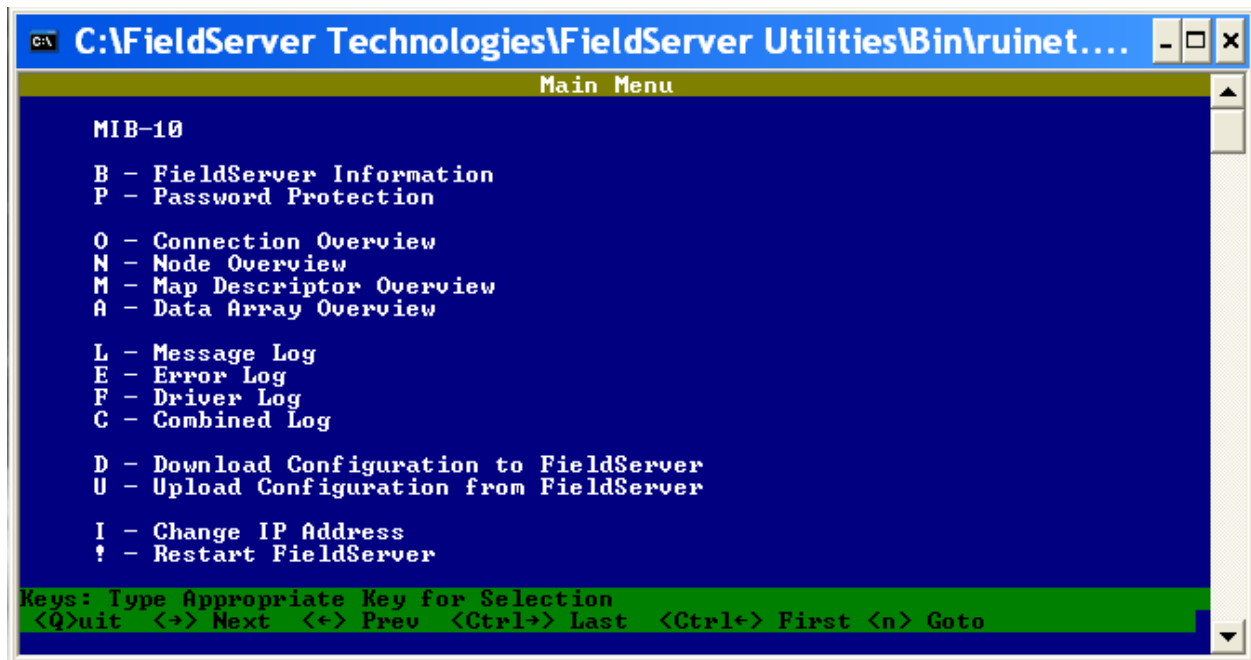 C:\FieldServer Technologies\FieldServer Utilities\Bin\ruinet....
Main Menu
MIB-10
B - FieldServer Information
P - Password Protection
O - Connection Overview
N - Node Overview
M - Map Descriptor Overview
A - Data Array Overview
L - Message Log
E - Error Log
F - Driver Log
C - Combined Log
D - Download Configuration to FieldServer
U - Upload Configuration from FieldServer
I - Change IP Address
! - Restart FieldServer
Keys: Type Appropriate Key for Selection
<Q>uit <→> Next <←> Prev <Ctrl→> Last <Ctrl←> First <n> Goto